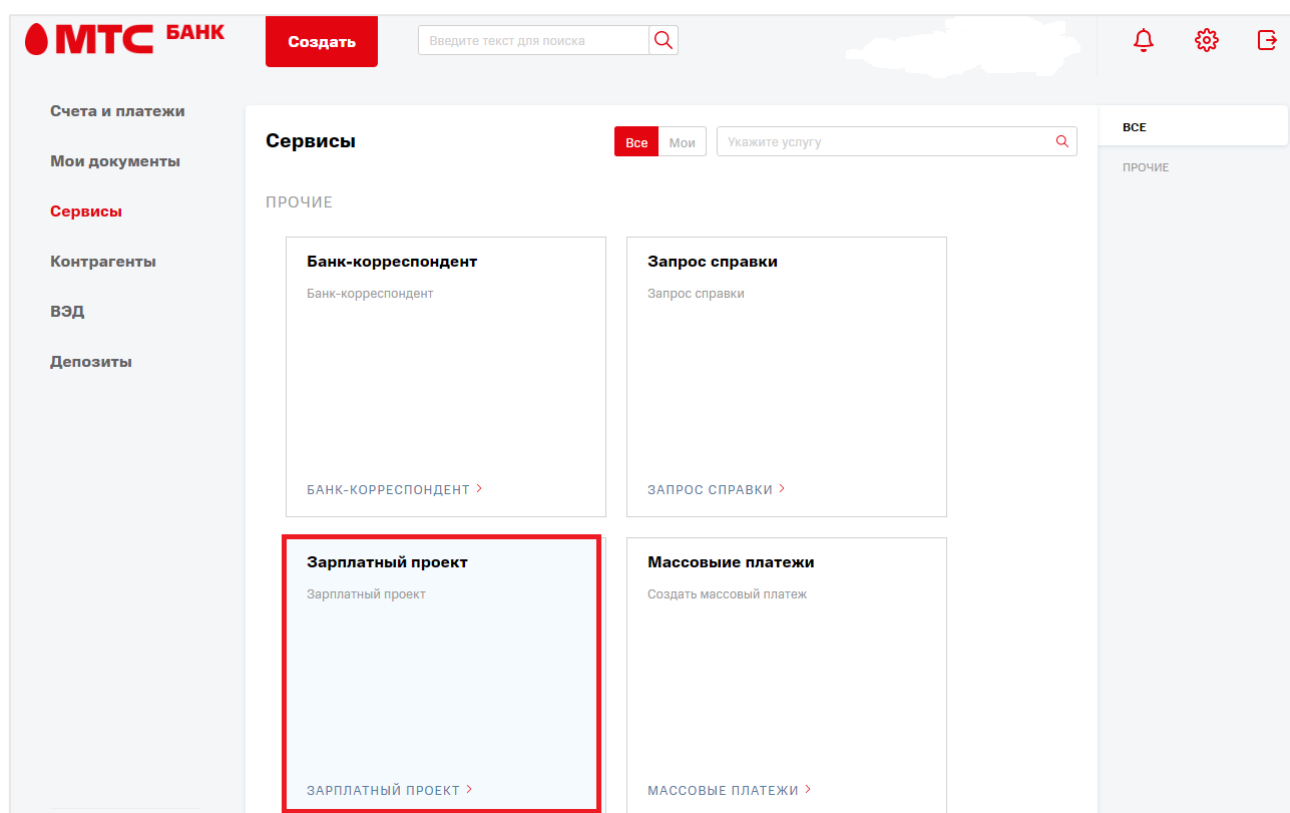 МТС БАНК
Создать
Введите текст для поиска
Счета и платежи
Мои документы
Сервисы
Контрагенты
ВЭД
Депозиты
Сервисы
Все Мои
Укажите услугу
ПРОЧИЕ
Банк-корреспондент
Банк-корреспондент
БАНК-КОРРЕСПОНДЕНТ >
Запрос справки
Запрос справки
ЗАПРОС СПРАВКИ >
Зарплатный проект
Зарплатный проект
ЗАРПЛАТНЫЙ ПРОЕКТ >
Массовыие платежи
Создать массовый платеж
МАССОВЫЕ ПЛАТЕЖИ >
ВСЕ
ПРОЧИЕ